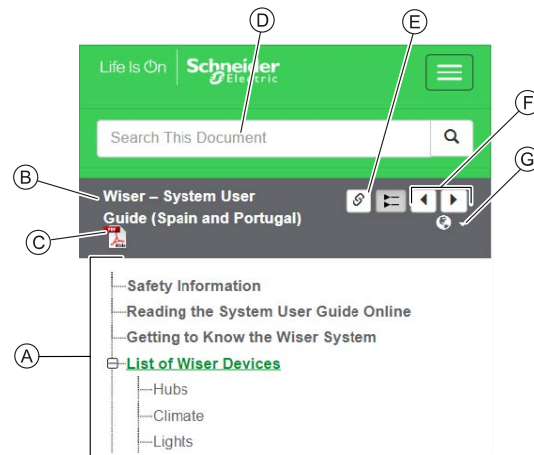 D
E
Life Is On Schneider Electric
F
Search This Document
G
B
Wiser – System User
Guide (Spain and Portugal)
C
PDF
A
Safety Information
Reading the System User Guide Online
Getting to Know the Wiser System
List of Wiser Devices
Hubs
Climate
Lights